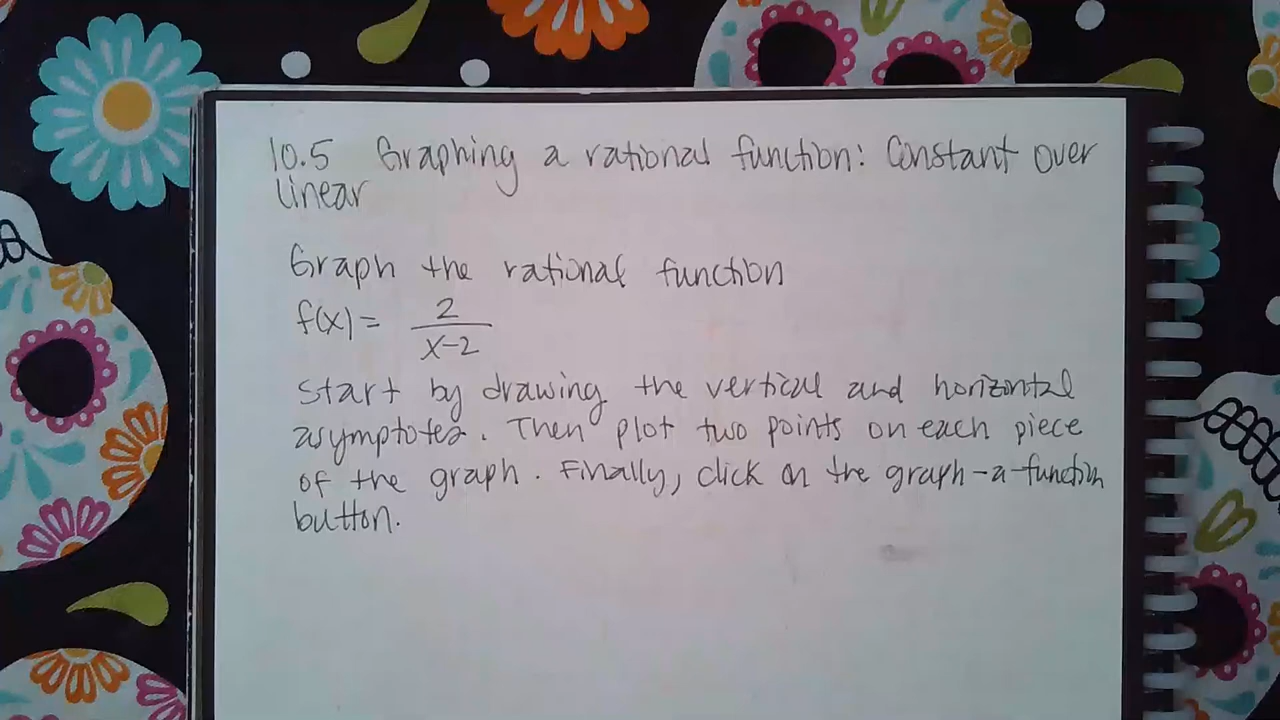 10.5 Graphing a rational function: Constant over
linear
Graph the rational function
f(x) = 2/(x-2)
Start by drawing the vertical and horizontal
asymptotes. Then plot two points on each piece
of the graph. Finally, click on the graph-a-function
button.